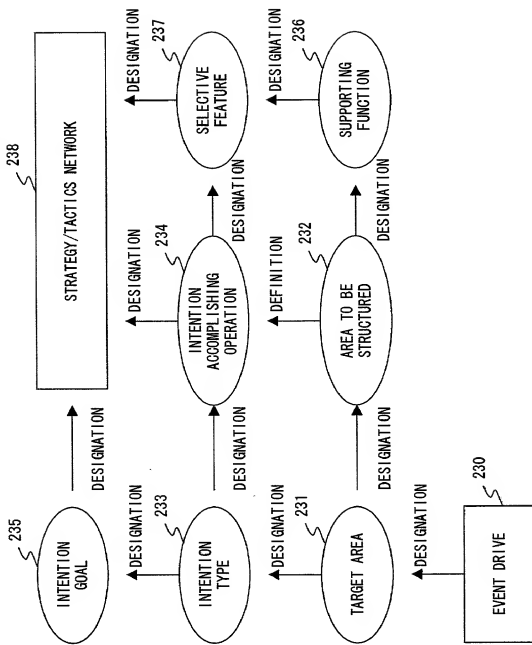 238
STRATEGY/TACTICS NETWORK
235
INTENTION
GOAL
DESIGNATION
DESIGNATION
DESIGNATION
DESIGNATION
233
INTENTION
TYPE
DESIGNATION
234
INTENTION
ACCOMPLISHING
OPERATION
DESIGNATION
237
SELECTIVE
FEATURE
DESIGNATION
DEFINITION
DESIGNATION
231
TARGET AREA
DESIGNATION
232
AREA TO BE
STRUCTURED
DESIGNATION
236
SUPPORTING
FUNCTION
DESIGNATION
230
EVENT DRIVE